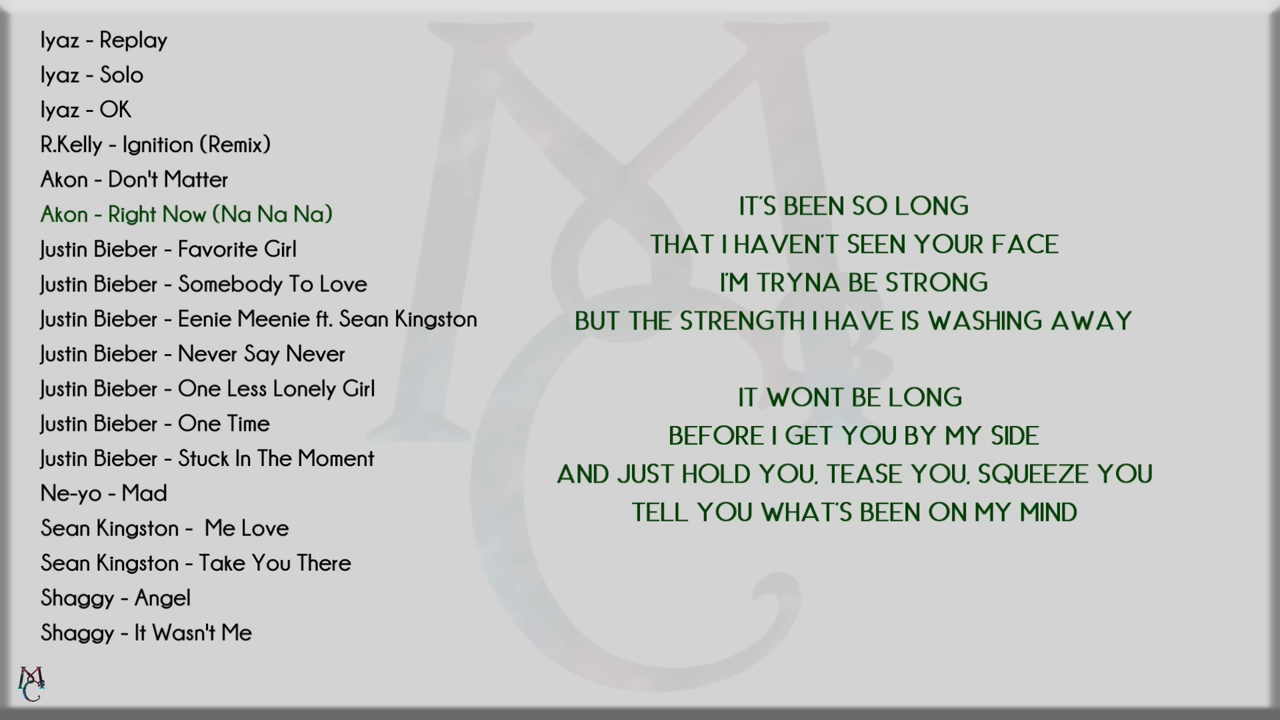 Iyaz - Replay
Iyaz - Solo
Iyaz - OK
R.Kelly - Ignition (Remix)
Akon - Don't Matter
Akon - Right Now (Na Na Na)
Justin Bieber - Favorite Girl
Justin Bieber - Somebody To Love
Justin Bieber - Eenie Meenie ft. Sean Kingston
Justin Bieber - Never Say Never
Justin Bieber - One Less Lonely Girl
Justin Bieber - One Time
Justin Bieber - Stuck In The Moment
Ne-yo - Mad
Sean Kingston -  Me Love
Sean Kingston - Take You There
Shaggy - Angel
Shaggy - It Wasn't Me
IT'S BEEN SO LONG
THAT I HAVEN'T SEEN YOUR FACE
I'M TRYNA BE STRONG
BUT THE STRENGTH I HAVE IS WASHING AWAY
IT WONT BE LONG
BEFORE I GET YOU BY MY SIDE
AND JUST HOLD YOU, TEASE YOU, SQUEEZE YOU
TELL YOU WHAT'S BEEN ON MY MIND